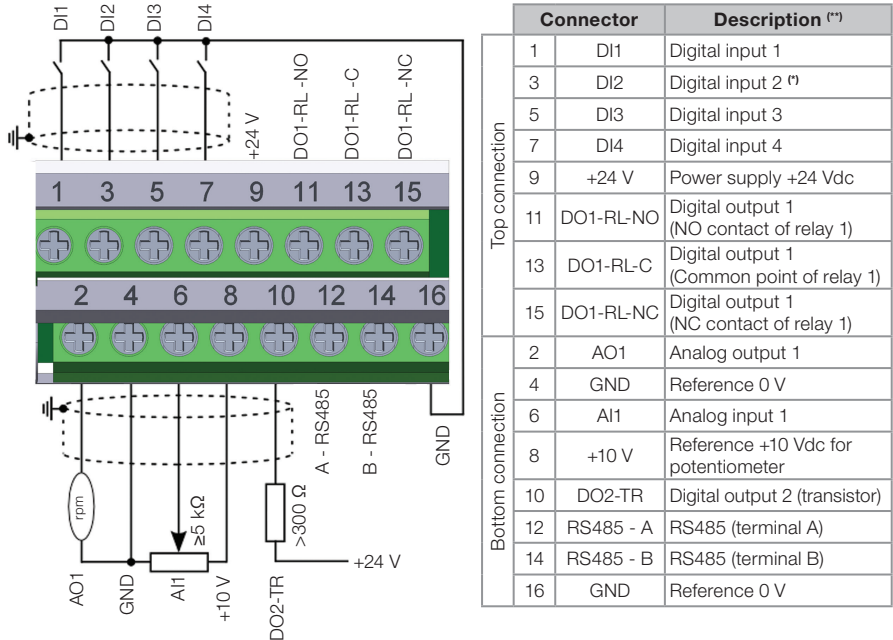 DI1
DI2
DI3
DI4
+24 V
DO1-RL -NO
DO1-RL -C
DO1-RL -NC
1 3 5 7 9 11 13 15
2 4 6 8 10 12 14 16
A - RS485
B - RS485
GND
rpm
≥5 kΩ
>300 Ω
+24 V
AO1
GND
AI1
+10 V
DO2-TR
Connector Description (**)
Top connection
1 DI1 Digital input 1
3 DI2 Digital input 2 (*)
5 DI3 Digital input 3
7 DI4 Digital input 4
9 +24 V Power supply +24 Vdc
11 DO1-RL-NO Digital output 1
(NO contact of relay 1)
13 DO1-RL-C Digital output 1
(Common point of relay 1)
15 DO1-RL-NC Digital output 1
(NC contact of relay 1)
Bottom connection
2 AO1 Analog output 1
4 GND Reference 0 V
6 AI1 Analog input 1
8 +10 V Reference +10 Vdc for
potentiometer
10 DO2-TR Digital output 2 (transistor)
12 RS485 - A RS485 (terminal A)
14 RS485 - B RS485 (terminal B)
16 GND Reference 0 V